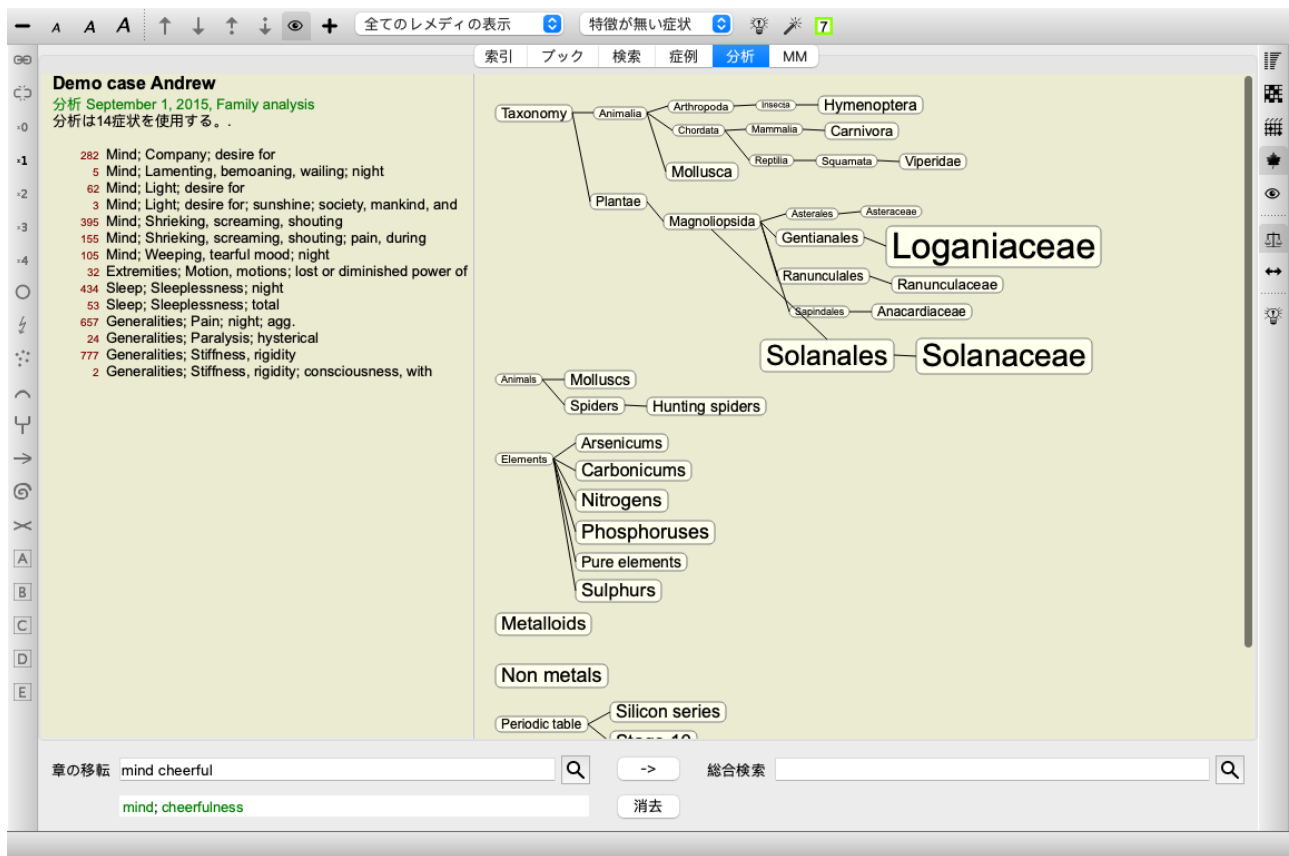 A A A 全てのレメディの表示 特徴が無い症状 7
索引 ブック 検索 症例 分析 MM
Demo case Andrew
分析 September 1, 2015, Family analysis
分析は14症状を使用する。.
282 Mind; Company; desire for
5 Mind; Lamenting, bemoaning, wailing; night
62 Mind; Light; desire for
3 Mind; Light; desire for; sunshine; society, mankind, and
395 Mind; Shrieking, screaming, shouting
155 Mind; Shrieking, screaming, shouting; pain, during
105 Mind; Weeping, tearful mood; night
32 Extremities; Motion, motions; lost or diminished power of
434 Sleep; Sleeplessness; night
53 Sleep; Sleeplessness; total
657 Generalities; Pain; night; agg.
24 Generalities; Paralysis; hysterical
777 Generalities; Stiffness, rigidity
2 Generalities; Stiffness, rigidity; consciousness, with
×0
×1
×2
×3
×4
A
B
C
D
E
Taxonomy Animalia Arthropoda Insecta Hymenoptera
Chordata Mammalia Carnivora
Reptilia Squamata Viperidae
Mollusca
Plantae
Magnoliopsida Asterales Asteraceae
Gentianales Loganiaceae
Ranunculales Ranunculaceae
Sapindales Anacardiaceae
Solanales Solanaceae
Animals Molluscs
Spiders Hunting spiders
Elements Arsenicums
Carbonicums
Nitrogens
Phosphoruses
Pure elements
Sulphurs
Metalloids
Non metals
Periodic table Silicon series
Stage 10
章の移転 mind cheerful -> 総合検索
mind; cheerfulness 消去